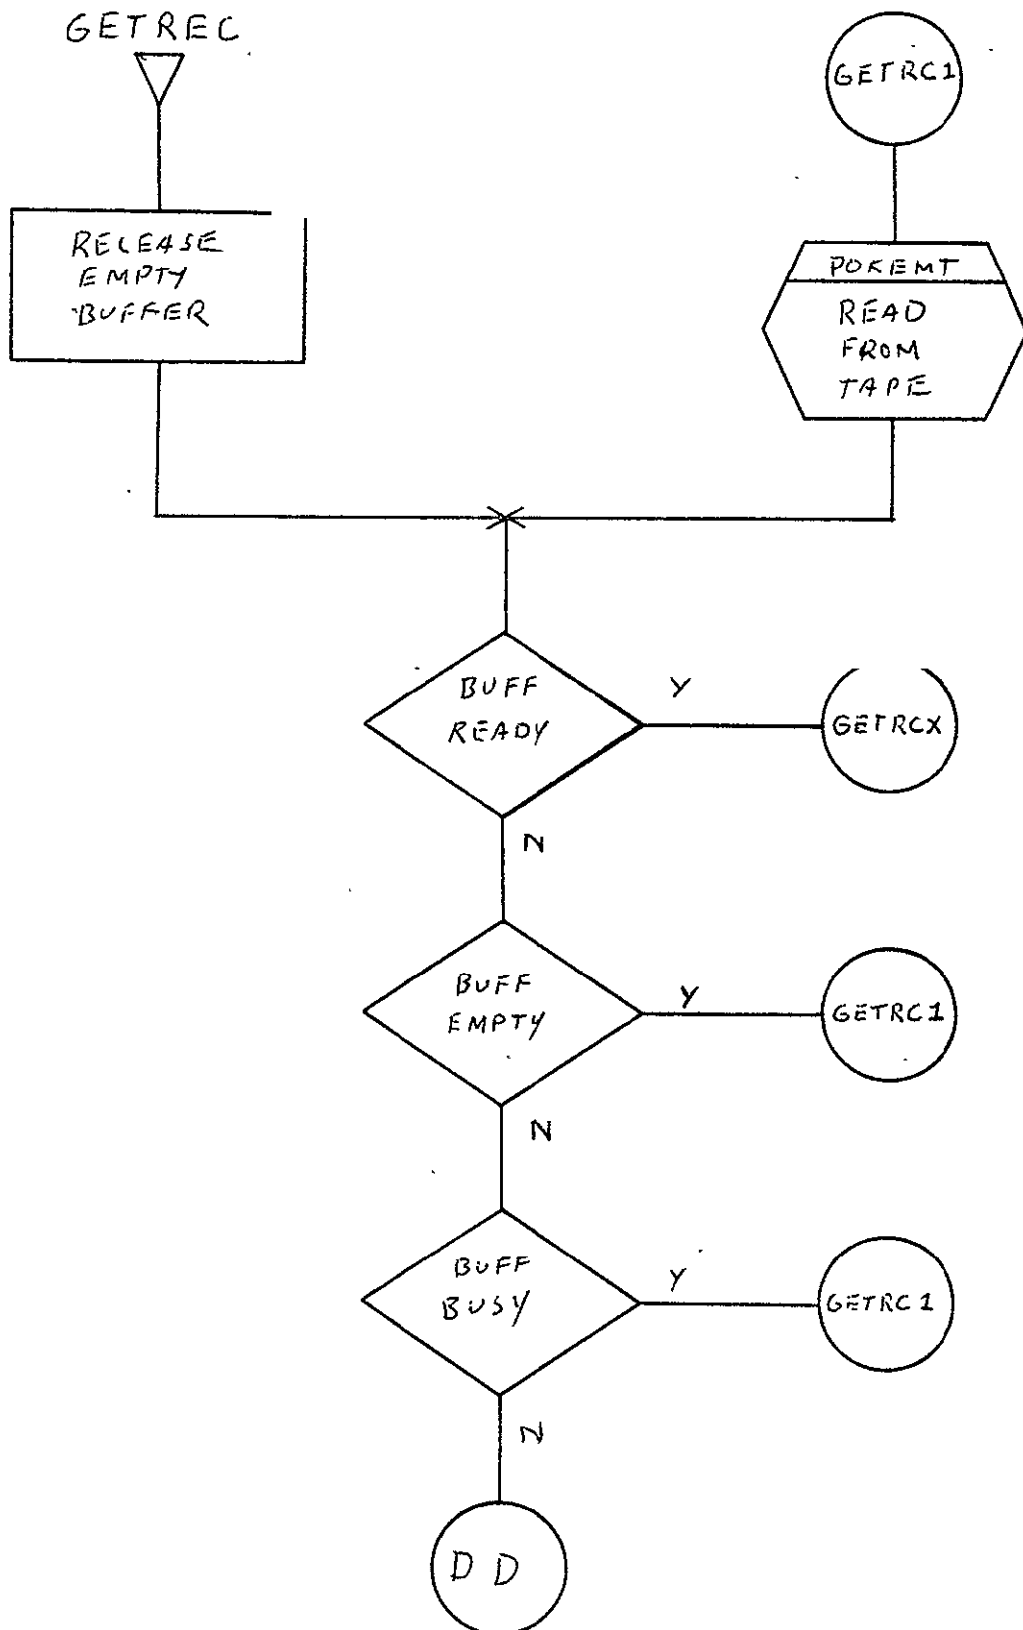 GETREC
GETRC1
RELEASE
EMPTY
BUFFER
POKEMT
READ
FROM
TAPE
BUFF
READY
Y
GETRCX
N
BUFF
EMPTY
Y
GETRC1
N
BUFF
BUSY
Y
GETRC1
N
DD